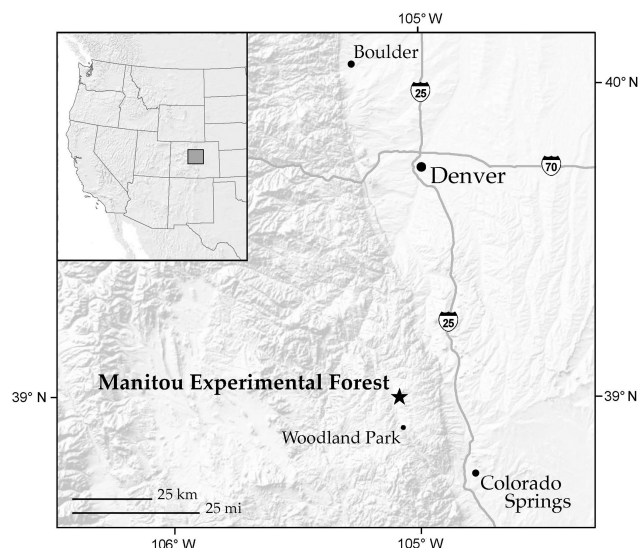 105° W
Boulder
40° N
25
70
Denver
25
Manitou Experimental Forest
39° N
39° N
Woodland Park
Colorado
Springs
25 km
25 mi
106° W
105° W